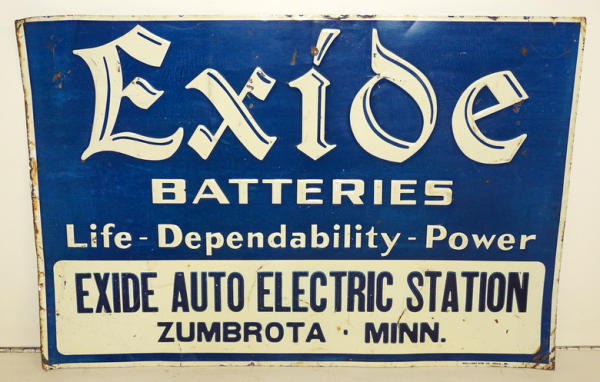 Exide
BATTERIES
Life - Dependability - Power
EXIDE AUTO ELECTRIC STATION
ZUMBROTA · MINN.